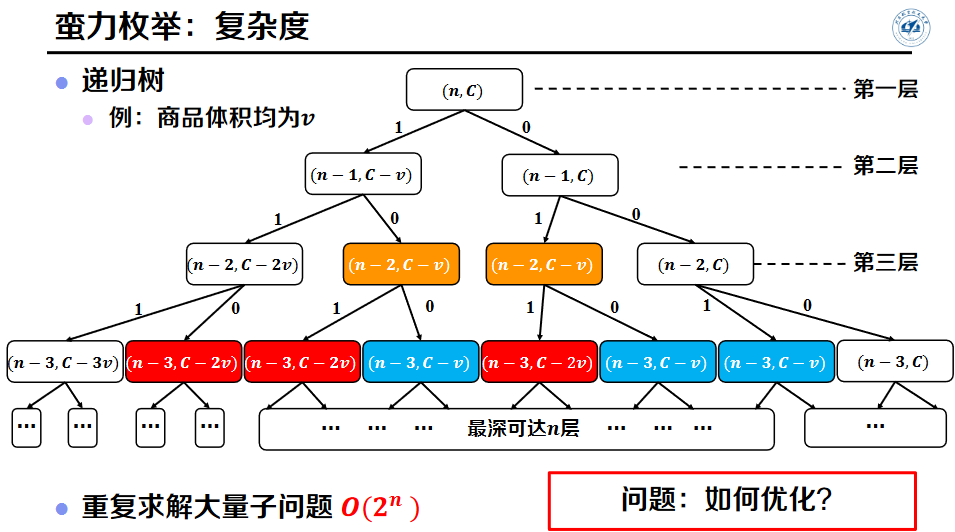 蛮力枚举：复杂度
递归树
例：商品体积均为v
(n, C)
第一层
1
0
(n − 1, C − v)
(n − 1, C)
第二层
1
0
1
0
(n − 2, C − 2v)
(n − 2, C − v)
(n − 2, C − v)
(n − 2, C)
第三层
1
0
1
0
1
0
1
0
(n − 3, C − 3v)
(n − 3, C − 2v)
(n − 3, C − 2v)
(n − 3, C − v)
(n − 3, C − 2v)
(n − 3, C − v)
(n − 3, C − v)
(n − 3, C)
… … … … … … … 最深可达n层 … … … …
重复求解大量子问题 O(2ⁿ)
问题：如何优化?